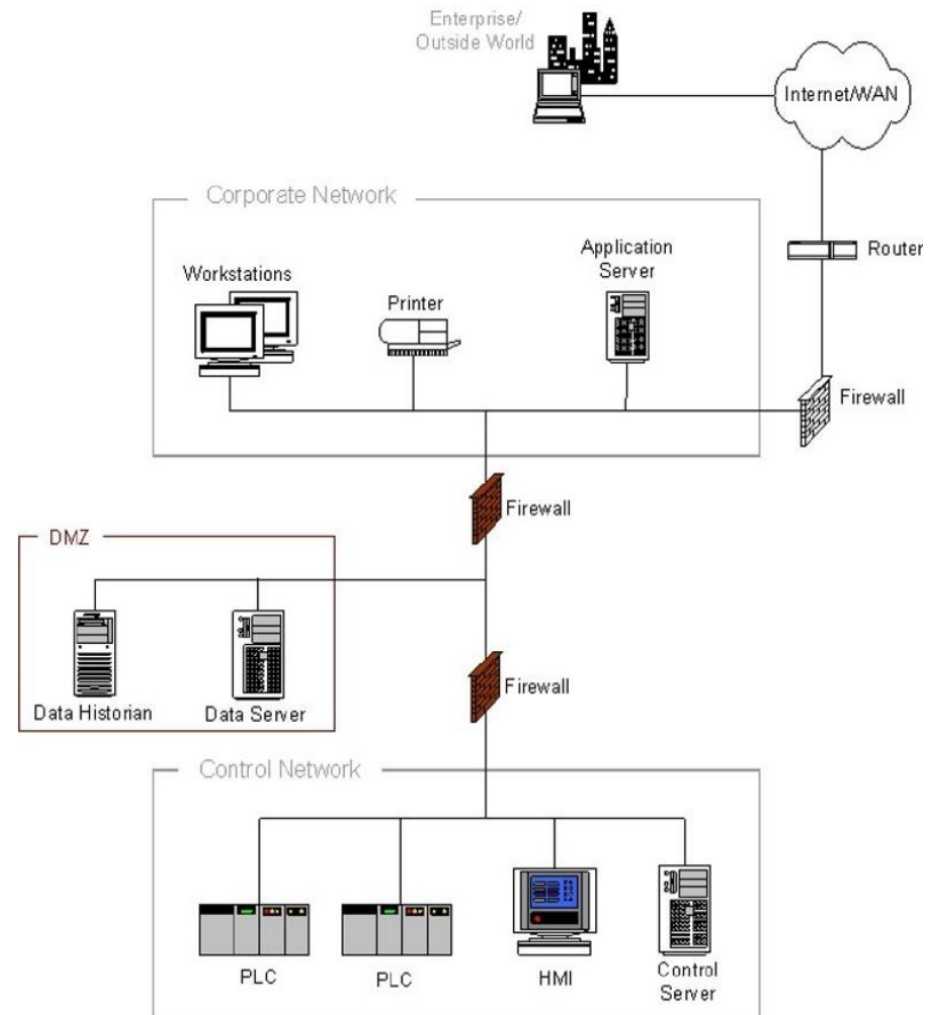 Enterprise/
Outside World
Internet/WAN
Router
Corporate Network
Workstations
Printer
Application
Server
Firewall
Firewall
DMZ
Data Historian
Data Server
Firewall
Control Network
PLC
PLC
HMI
Control
Server